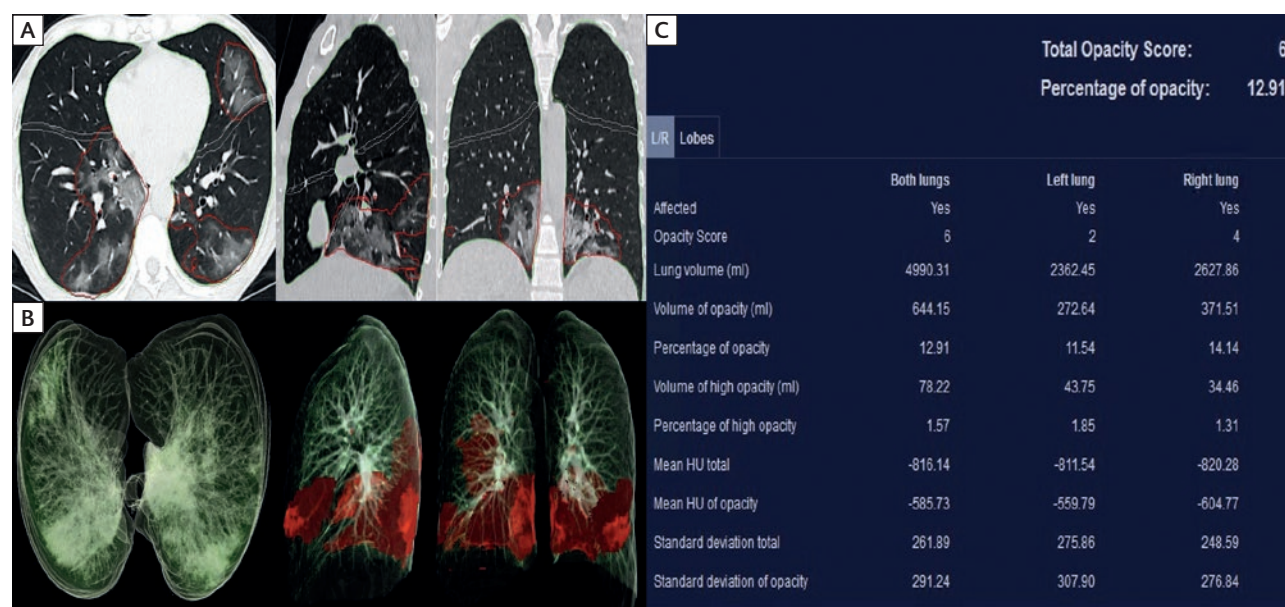 A
B
C
Total Opacity Score: 6
Percentage of opacity: 12.91
L/R Lobes
Both lungs Left lung Right lung
Affected Yes Yes Yes
Opacity Score 6 2 4
Lung volume (ml) 4990.31 2362.45 2627.86
Volume of opacity (ml) 644.15 272.64 371.51
Percentage of opacity 12.91 11.54 14.14
Volume of high opacity (ml) 78.22 43.75 34.46
Percentage of high opacity 1.57 1.85 1.31
Mean HU total -816.14 -811.54 -820.28
Mean HU of opacity -585.73 -559.79 -604.77
Standard deviation total 261.89 275.86 248.59
Standard deviation of opacity 291.24 307.90 276.84